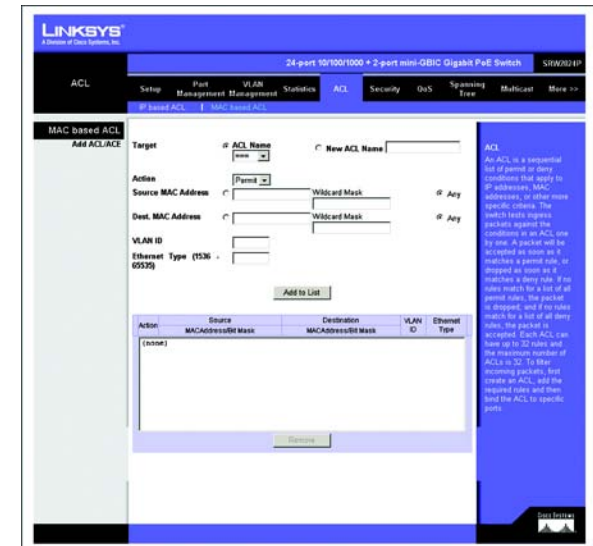 LINKSYS®
A Division of Cisco Systems, Inc.
24-port 10/100/1000 + 2-port mini-GBIC Gigabit PoE Switch
SRW2024P
ACL
Setup
Port Management
VLAN Management
Statistics
ACL
Security
QoS
Spanning Tree
Multicast
More >>
IP based ACL | MAC based ACL
MAC based ACL
Add ACL/ACE
Target
ACL Name
New ACL Name
Action
Permit
Source MAC Address
Wildcard Mask
Any
Dest. MAC Address
Wildcard Mask
Any
VLAN ID
Ethernet Type (1536 - 65535)
Add to List
Action
Source MACAddress/Bit Mask
Destination MACAddress/Bit Mask
VLAN ID
Ethernet Type
(none)
Remove
ACL
An ACL is a sequential
list of permit or deny
conditions that apply to
IP addresses, MAC
addresses, or other more
specific criteria. The
switch tests ingress
packets against the
conditions in an ACL one
by one. A packet will be
accepted as soon as it
matches a permit rule, or
dropped as soon as it
matches a deny rule. If no
rules match for a list of all
permit rules, the packet
is dropped; and if no rules
match for a list of all deny
rules, the packet is
accepted. Each ACL can
have up to 32 rules and
the maximum number of
ACLs is 32. To filter
incoming packets, first
create an ACL, add the
required rules and then
bind the ACL to specific
ports
Cisco Systems